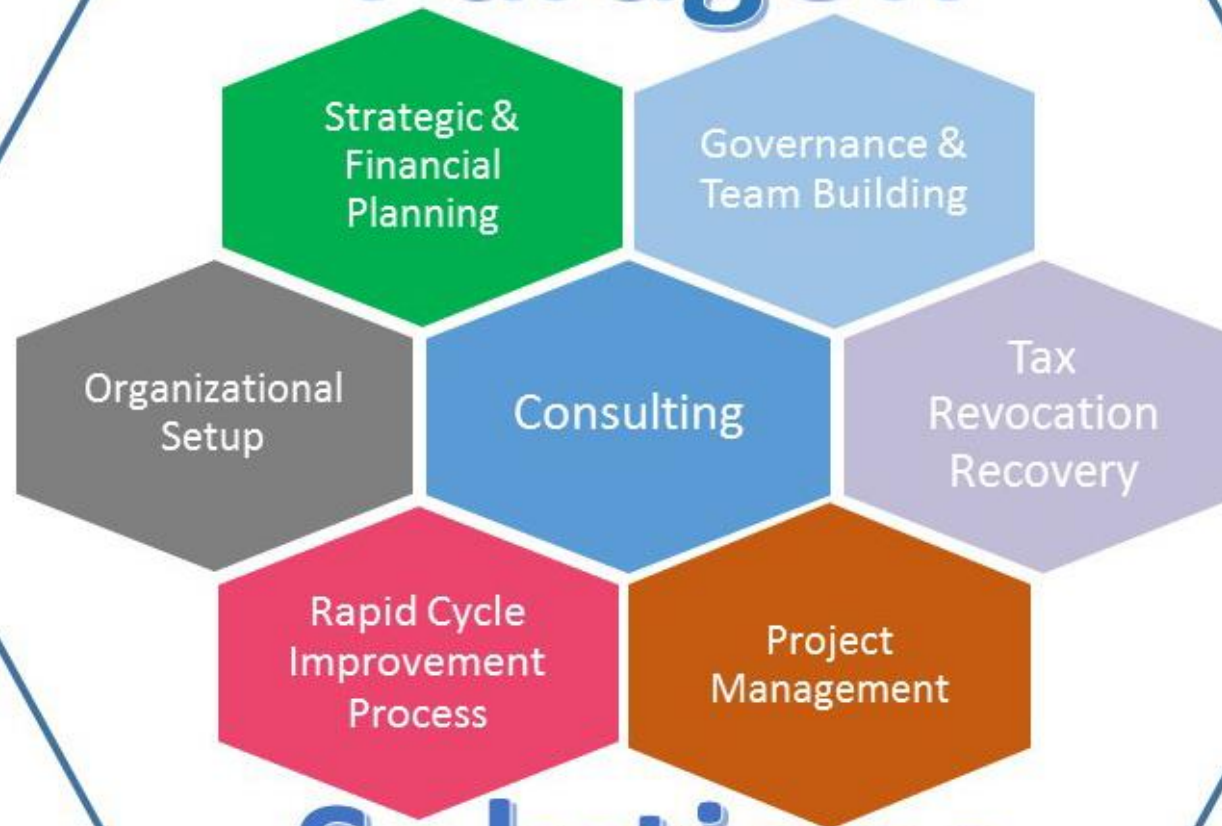 Strategic &
Financial
Planning
Governance &
Team Building
Organizational
Setup
Consulting
Tax
Revocation
Recovery
Rapid Cycle
Improvement
Process
Project
Management